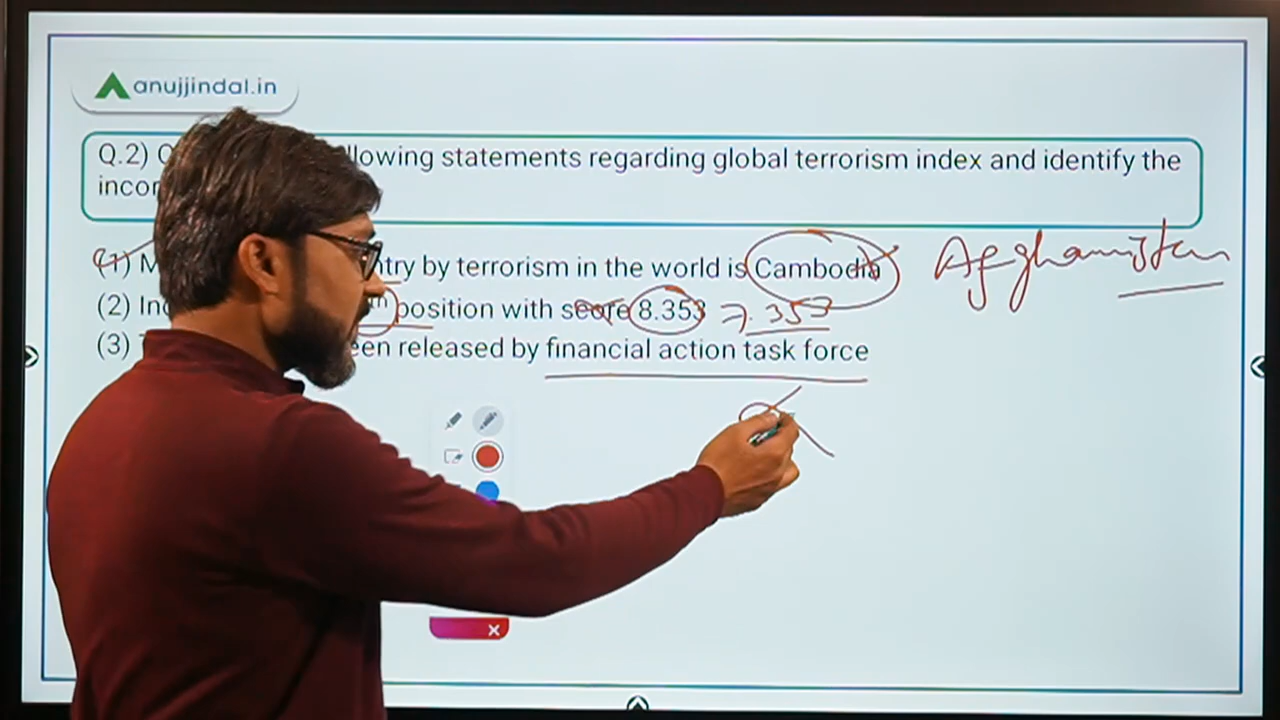 anujjindal.in
Q.2) llowing statements regarding global terrorism index and identify the
incor
(1) M ntry by terrorism in the world is Cambodia Afghanistan
(2) Ind th position with score 8.353 7.353
(3) een released by financial action task force